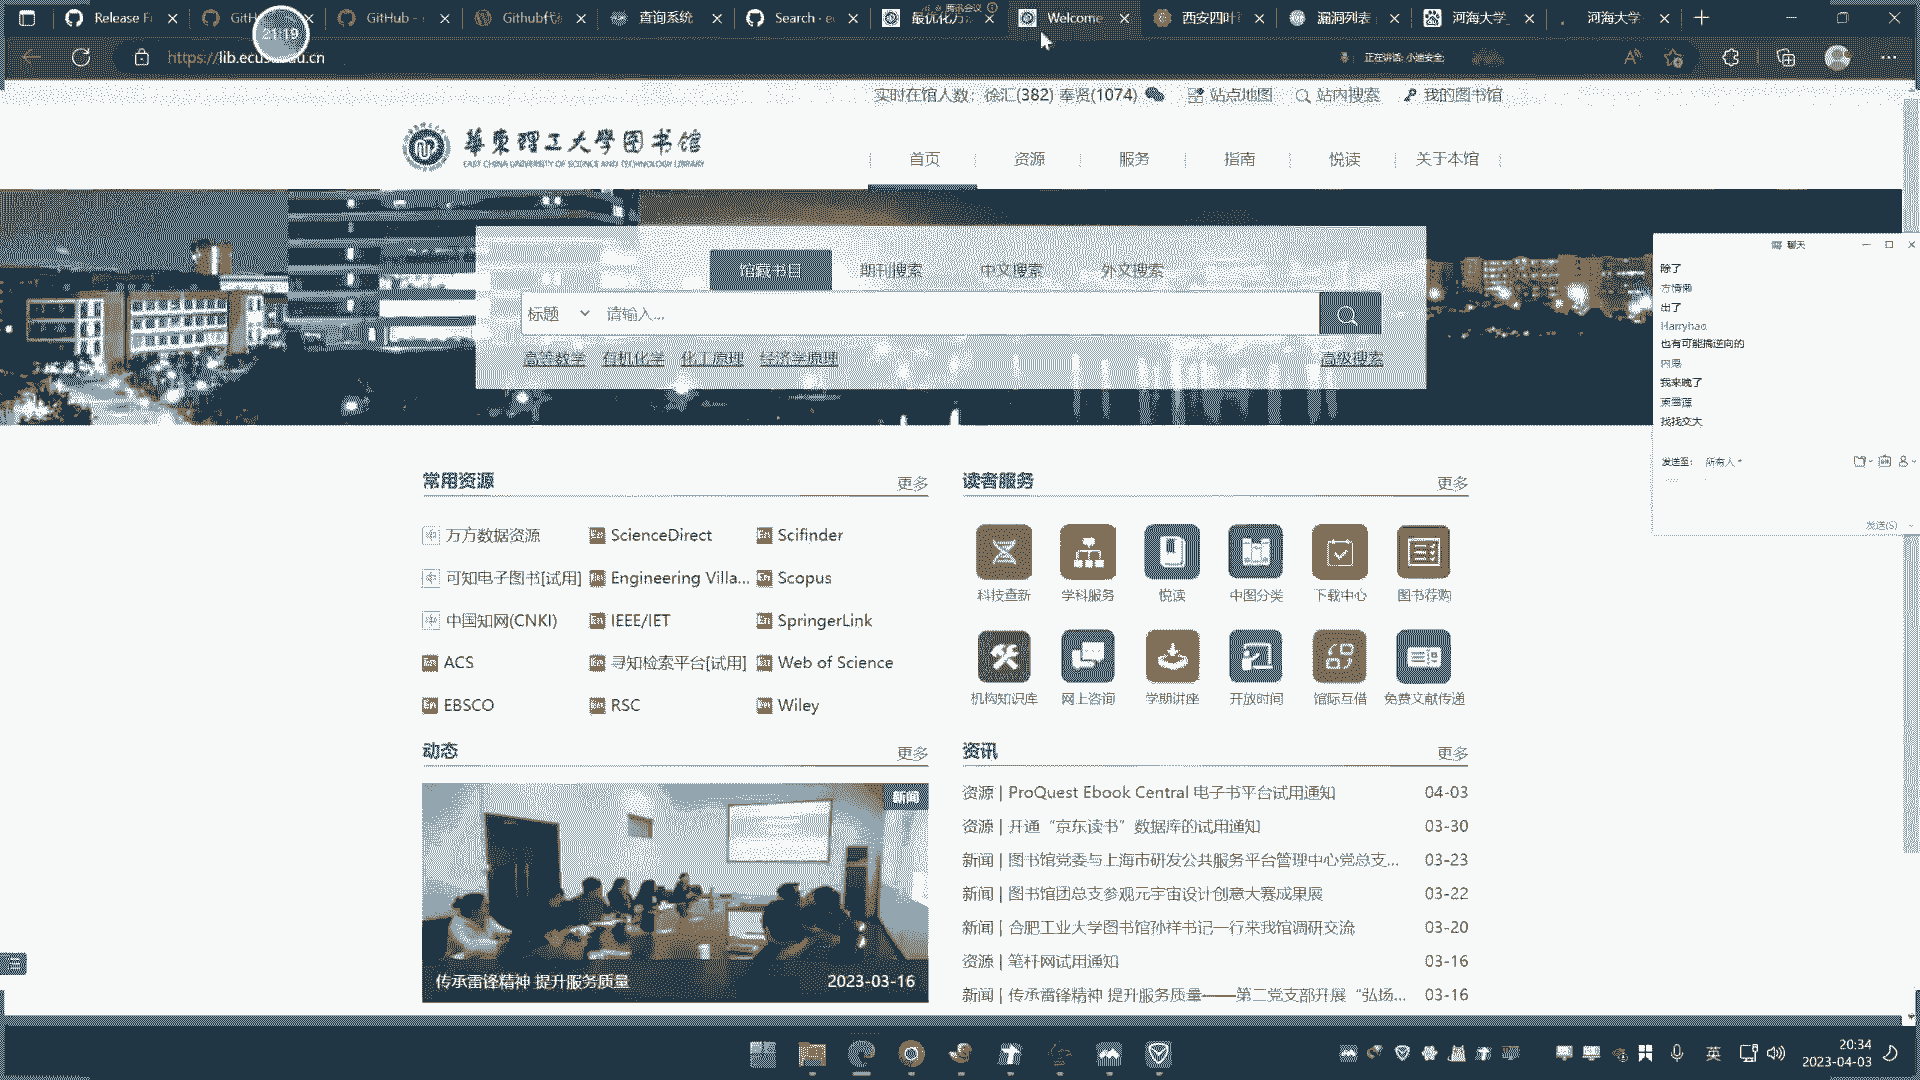 Release F
GitH
GitHub -
Github代
查询系统
Search · e
最优化方
Welcome
西安四叶
漏洞列表
河海大学
河海大学
腾讯会议
21:19
https://lib.ecust.edu.cn
正在讲话: 小迪安全;
实时在馆人数: 徐汇(382) 奉贤(1074)
站点地图
站内搜索
我的图书馆
華東理工大學图书馆
EAST CHINA UNIVERSITY OF SCIENCE AND TECHNOLOGY LIBRARY
首页
资源
服务
指南
悦读
关于本馆
馆藏书目
期刊搜索
中文搜索
外文搜索
标题
请输入...
高等数学 有机化学 化工原理 经济学原理
高级搜索
聊天
除了
出了
Harryhao
也有可能搞逆向的
我来晚了
找找交大
发送至: 所有人
发送(S)
常用资源
更多
万方数据资源
ScienceDirect
Scifinder
可知电子图书[试用]
Engineering Villa...
Scopus
中国知网(CNKI)
IEEE/IET
SpringerLink
ACS
寻知检索平台[试用]
Web of Science
EBSCO
RSC
Wiley
读者服务
更多
科技查新
学科服务
悦读
中图分类
下载中心
图书荐购
机构知识库
网上咨询
学期讲座
开放时间
馆际互借
免费文献传递
动态
更多
新闻
传承雷锋精神 提升服务质量
2023-03-16
资讯
更多
资源 | ProQuest Ebook Central 电子书平台试用通知 04-03
资源 | 开通“京东读书”数据库的试用通知 03-30
新闻 | 图书馆党委与上海市研发公共服务平台管理中心党总支... 03-23
新闻 | 图书馆团总支参观元宇宙设计创意大赛成果展 03-22
新闻 | 合肥工业大学图书馆孙祥书记一行来我馆调研交流 03-20
资源 | 笔杆网试用通知 03-16
新闻 | 传承雷锋精神 提升服务质量——第二党支部开展“弘扬... 03-16
英
20:34
2023-04-03